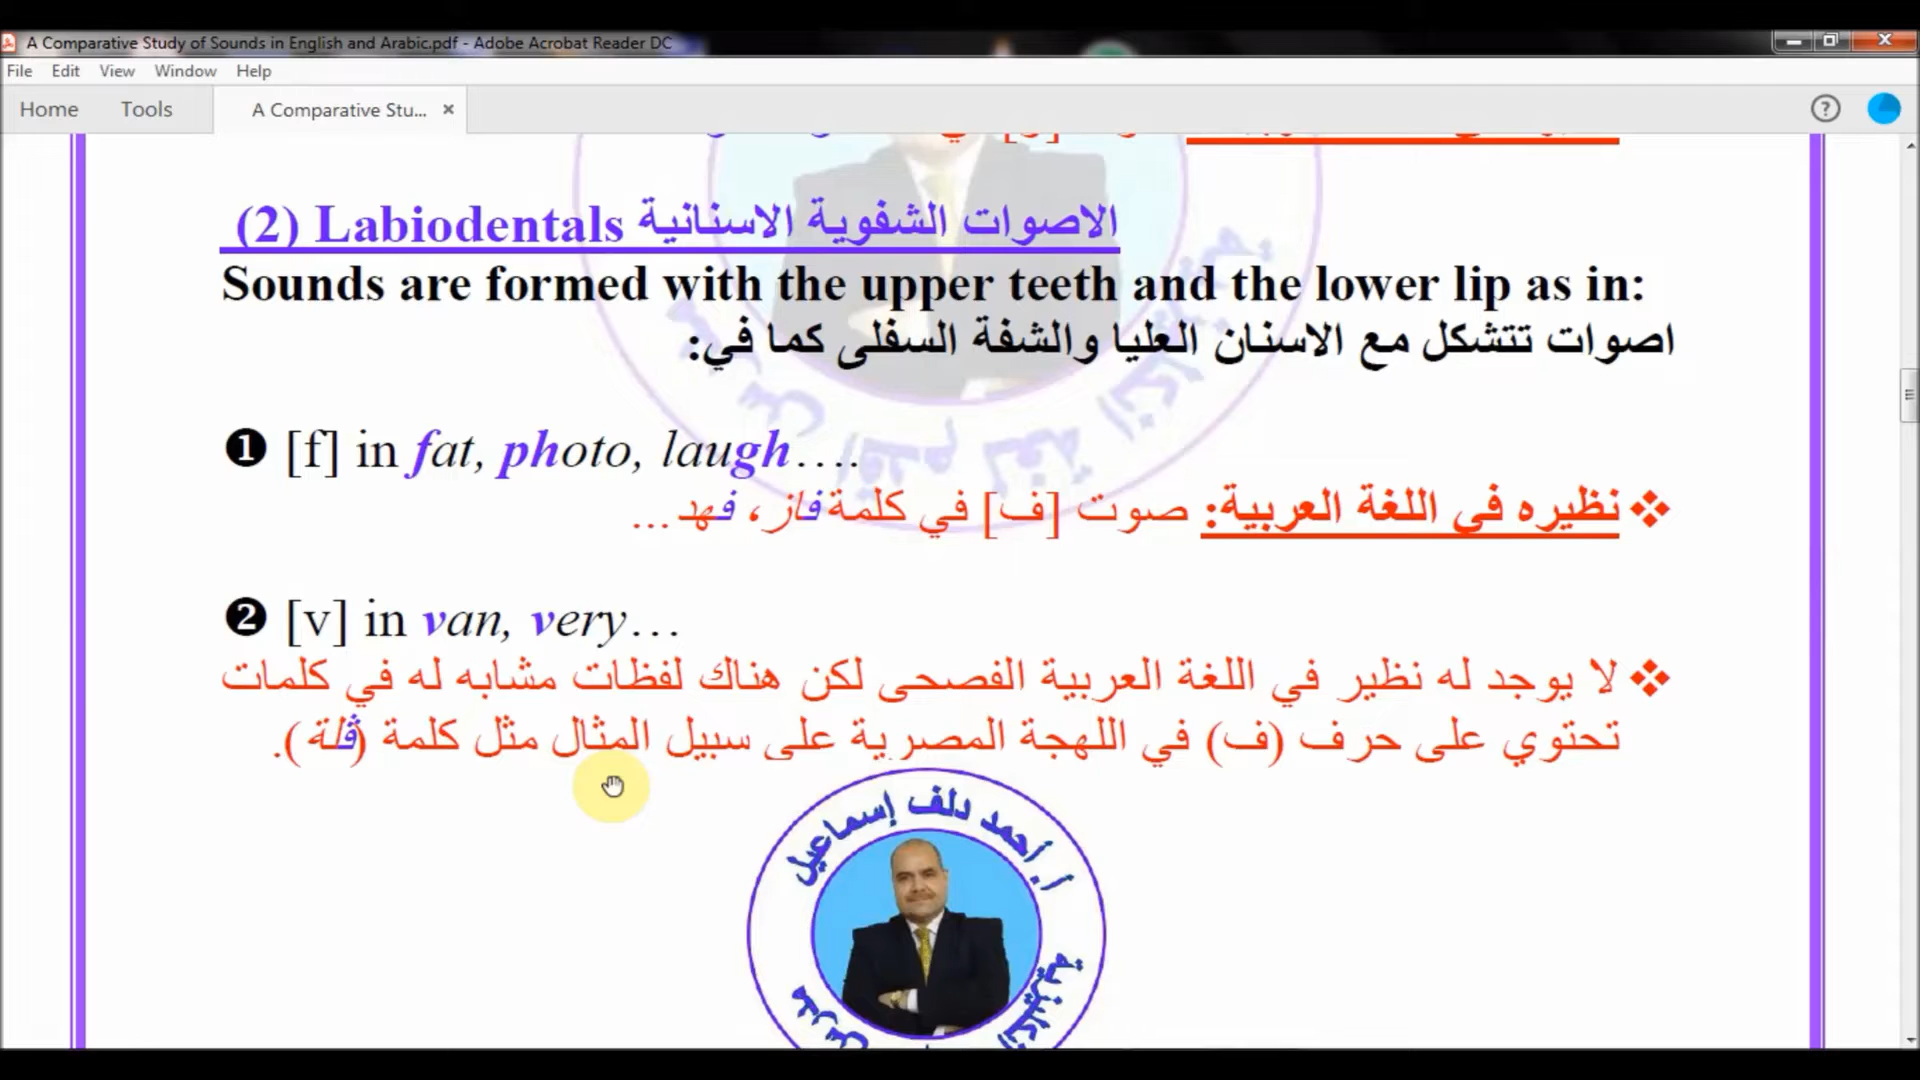 A Comparative Study of Sounds in English and Arabic.pdf - Adobe Acrobat Reader DC
File Edit View Window Help
Home Tools A Comparative Stu...
(2) Labiodentals الاصوات الشفوية الاسنانية
Sounds are formed with the upper teeth and the lower lip as in:
اصوات تتشكل مع الاسنان العليا والشفة السفلى كما في:
❶ [f] in fat, photo, laugh….
❖ نظيره في اللغة العربية: صوت [ف] في كلمة فاز، فهد ...
❷ [v] in van, very…
❖ لا يوجد له نظير في اللغة العربية الفصحى لكن هناك لفظات مشابه له في كلمات
تحتوي على حرف (ف) في اللهجة المصرية على سبيل المثال مثل كلمة (ڤلة).
أ.أحمد دلف إسماعيل